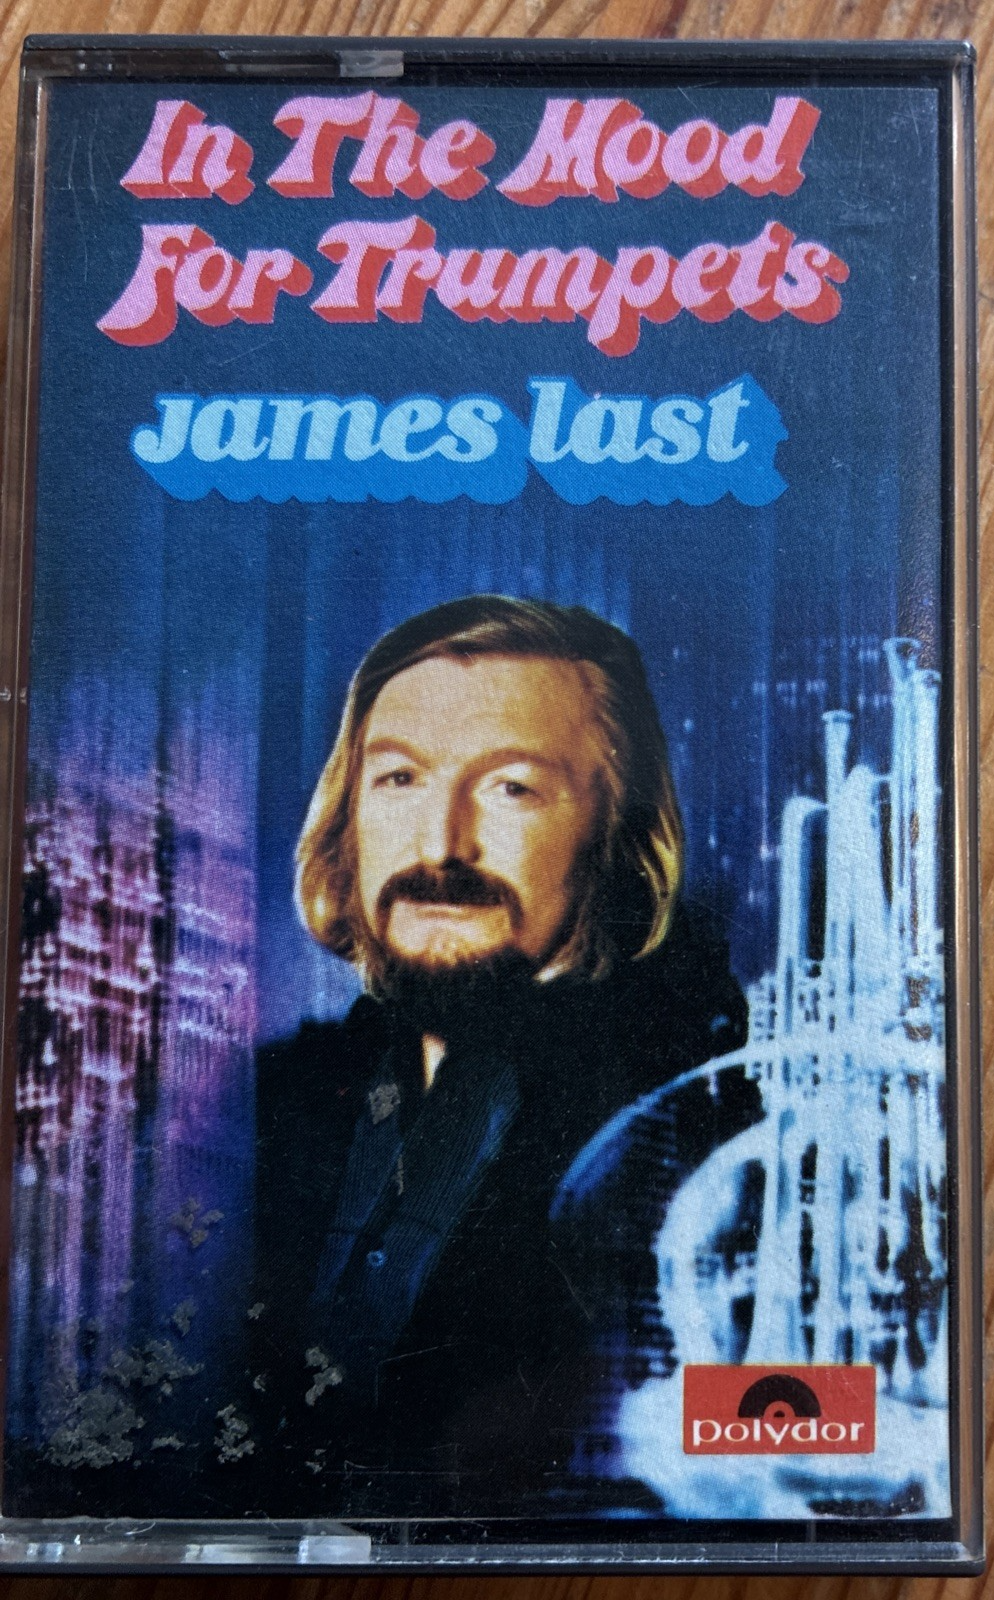 In The Mood
For Trumpets
James last
polydor